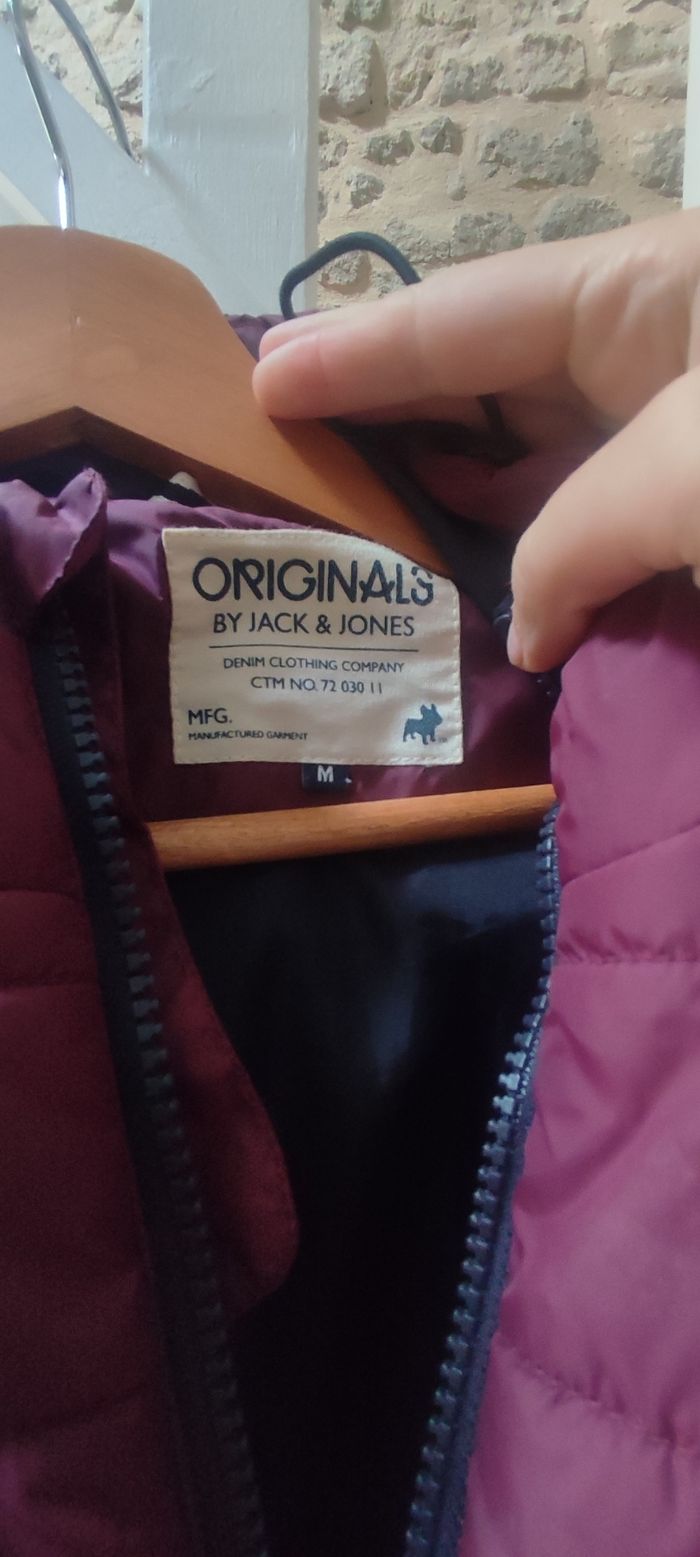 ORIGINALS
BY JACK & JONES
DENIM CLOTHING COMPANY
CTM NO. 72 030 11
MFG.
MANUFACTURED GARMENT
M